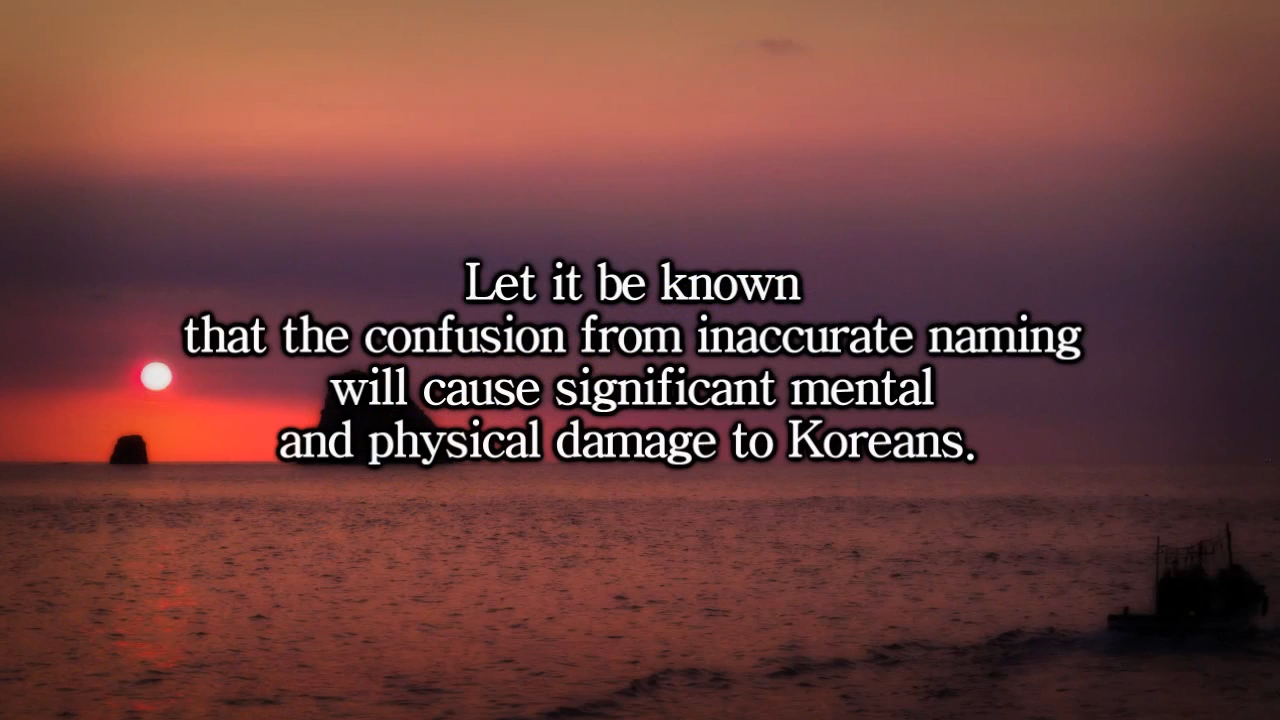 Let it be known
that the confusion from inaccurate naming
will cause significant mental
and physical damage to Koreans.